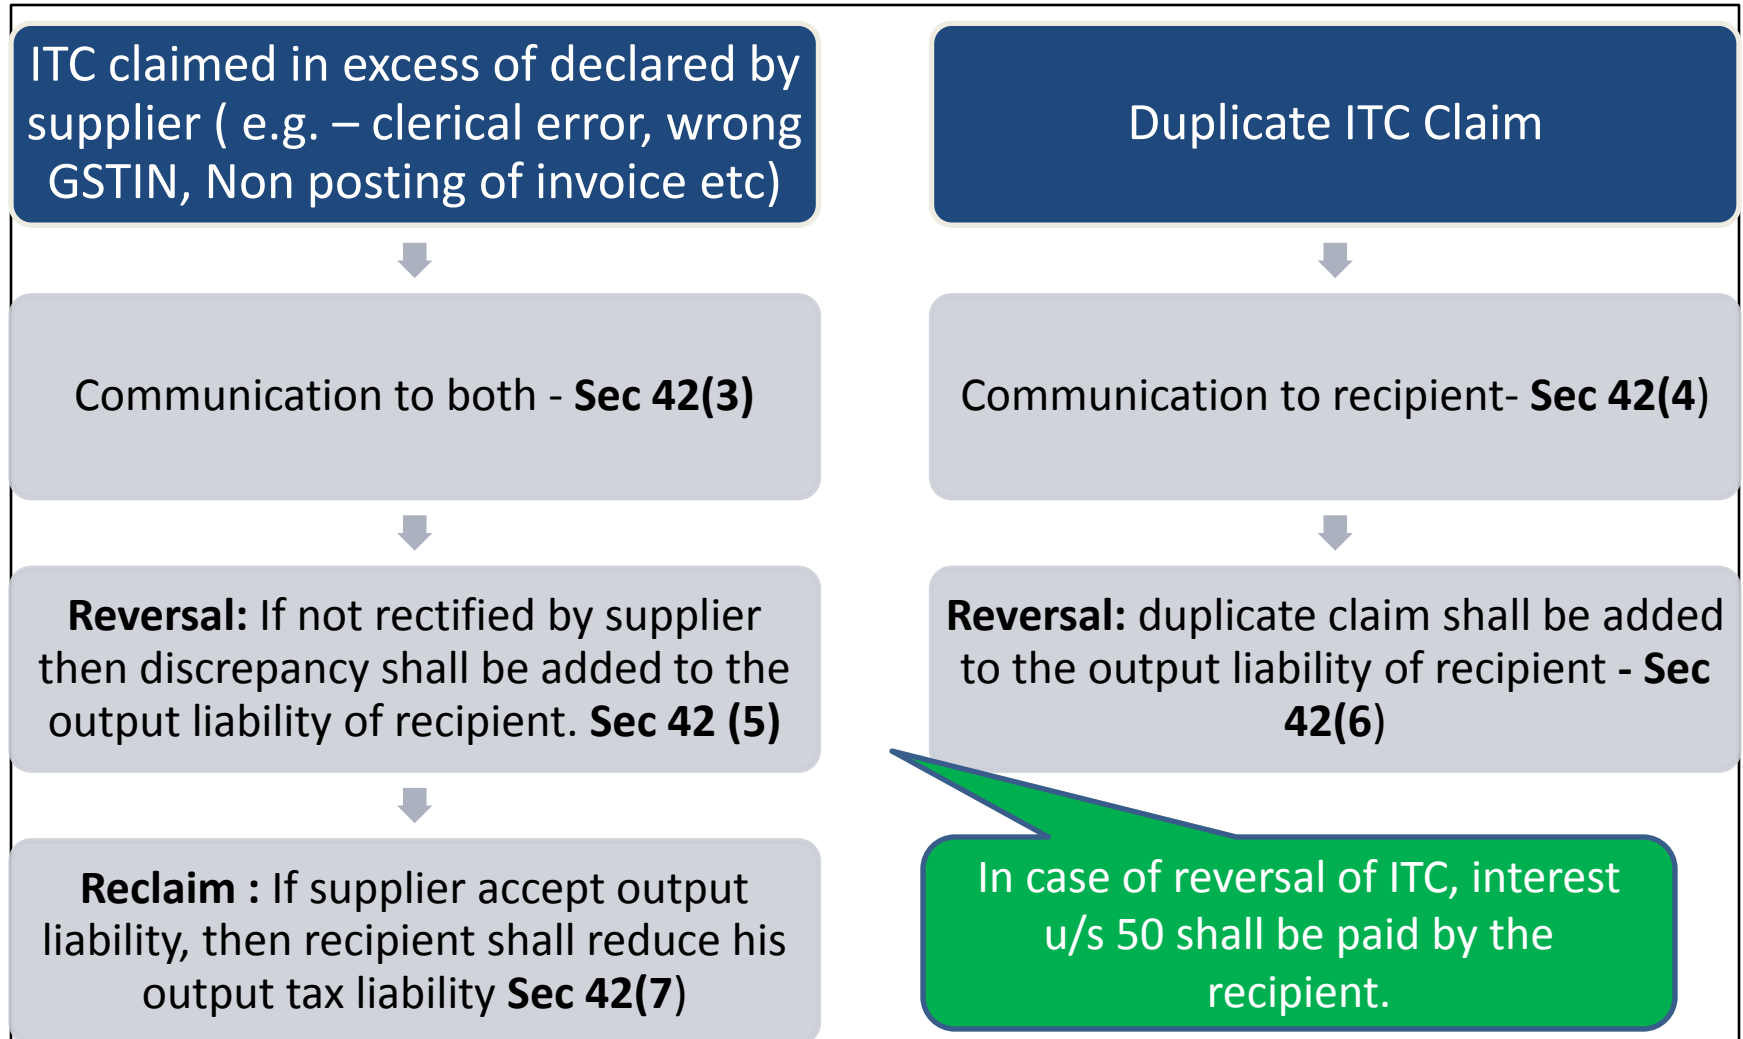 ITC claimed in excess of declared by
supplier ( e.g. – clerical error, wrong
GSTIN, Non posting of invoice etc)
Communication to both - Sec 42(3)
Reversal: If not rectified by supplier
then discrepancy shall be added to the
output liability of recipient. Sec 42 (5)
Reclaim : If supplier accept output
liability, then recipient shall reduce his
output tax liability Sec 42(7)
Duplicate ITC Claim
Communication to recipient- Sec 42(4)
Reversal: duplicate claim shall be added
to the output liability of recipient - Sec
42(6)
In case of reversal of ITC, interest
u/s 50 shall be paid by the
recipient.